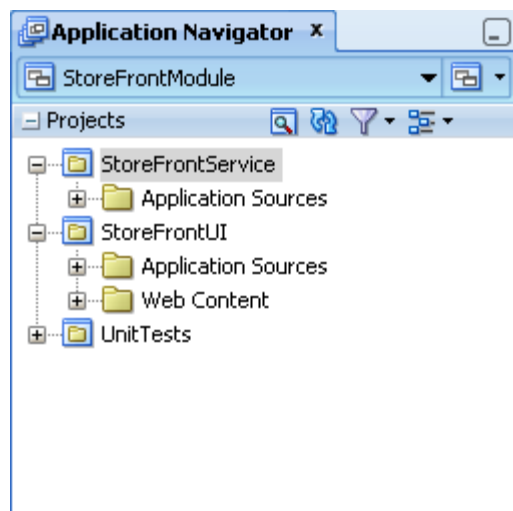 Application Navigator x
StoreFrontModule
Projects
StoreFrontService
Application Sources
StoreFrontUI
Application Sources
Web Content
UnitTests